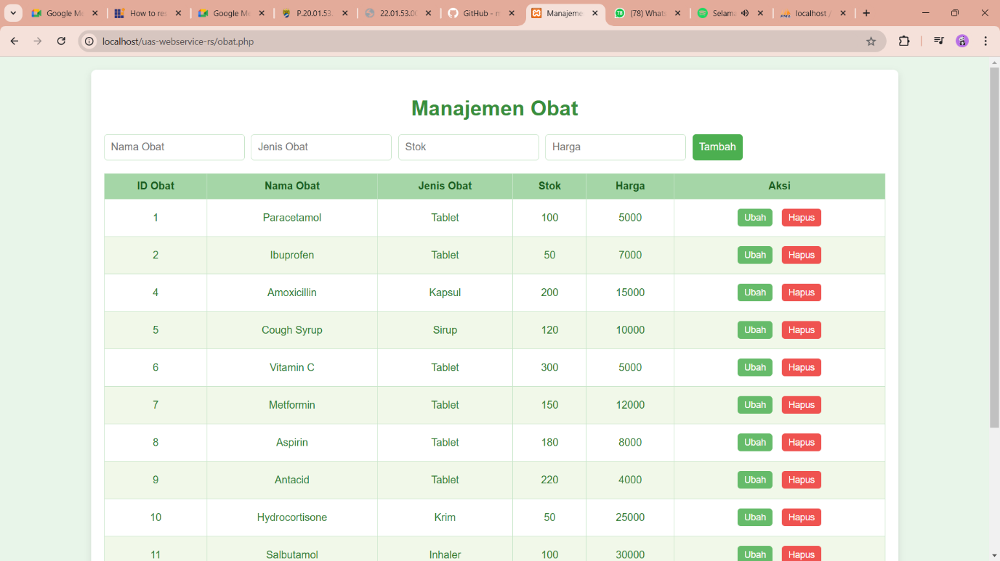 Google Me
How to res
Google Me
P.20.01.53.
22.01.53.0
GitHub - m
Manajemen
(78) Whats
Selama
localhost /
localhost/uas-webservice-rs/obat.php
Manajemen Obat
Nama Obat Jenis Obat Stok Harga Tambah
ID Obat Nama Obat Jenis Obat Stok Harga Aksi
1 Paracetamol Tablet 100 5000 Ubah Hapus
2 Ibuprofen Tablet 50 7000 Ubah Hapus
4 Amoxicillin Kapsul 200 15000 Ubah Hapus
5 Cough Syrup Sirup 120 10000 Ubah Hapus
6 Vitamin C Tablet 300 5000 Ubah Hapus
7 Metformin Tablet 150 12000 Ubah Hapus
8 Aspirin Tablet 180 8000 Ubah Hapus
9 Antacid Tablet 220 4000 Ubah Hapus
10 Hydrocortisone Krim 50 25000 Ubah Hapus
11 Salbutamol Inhaler 100 30000 Ubah Hapus